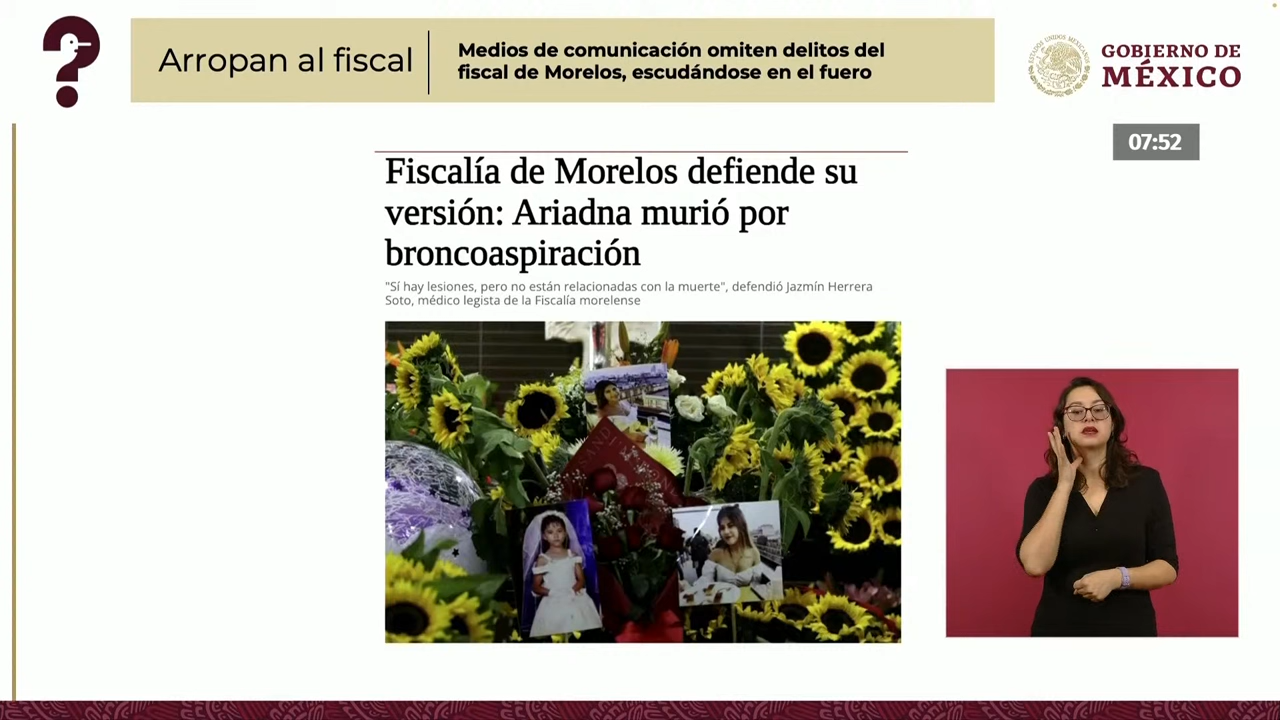 Arropan al fiscal
Medios de comunicación omiten delitos del
fiscal de Morelos, escudándose en el fuero
GOBIERNO DE
MÉXICO
07:52
Fiscalía de Morelos defiende su
versión: Ariadna murió por
broncoaspiración
"Sí hay lesiones, pero no están relacionadas con la muerte", defendió Jazmín Herrera
Soto, médico legista de la Fiscalía morelense